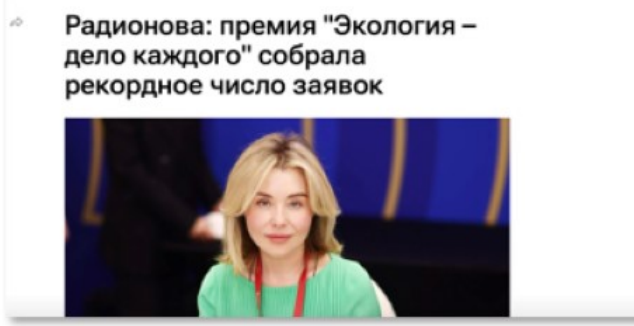 Радионова: премия "Экология –
дело каждого" собрала
рекордное число заявок